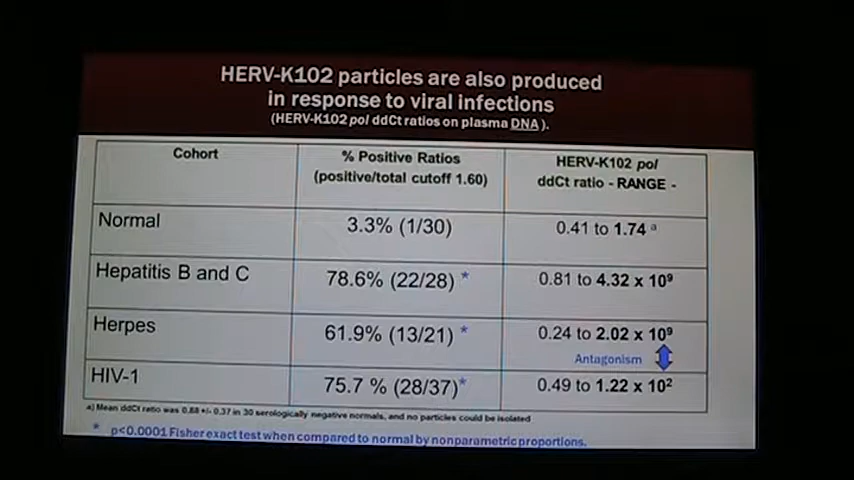 HERV-K102 particles are also produced
in response to viral infections
(HERV-K102 pol ddCt ratios on plasma DNA ).
Cohort
% Positive Ratios
(positive/total cutoff 1.60)
HERV-K102 pol
ddCt ratio - RANGE -
Normal
3.3% (1/30)
0.41 to 1.74 a
Hepatitis B and C
78.6% (22/28) *
0.81 to 4.32 x 10⁹
Herpes
61.9% (13/21) *
0.24 to 2.02 x 10⁹
Antagonism
HIV-1
75.7 % (28/37)*
0.49 to 1.22 x 10²
a) Mean ddCt ratio was 0.88 +/- 0.37 in 30 serologically negative normals, and no particles could be isolated
* p<0.0001 Fisher exact test when compared to normal by nonparametric proportions.